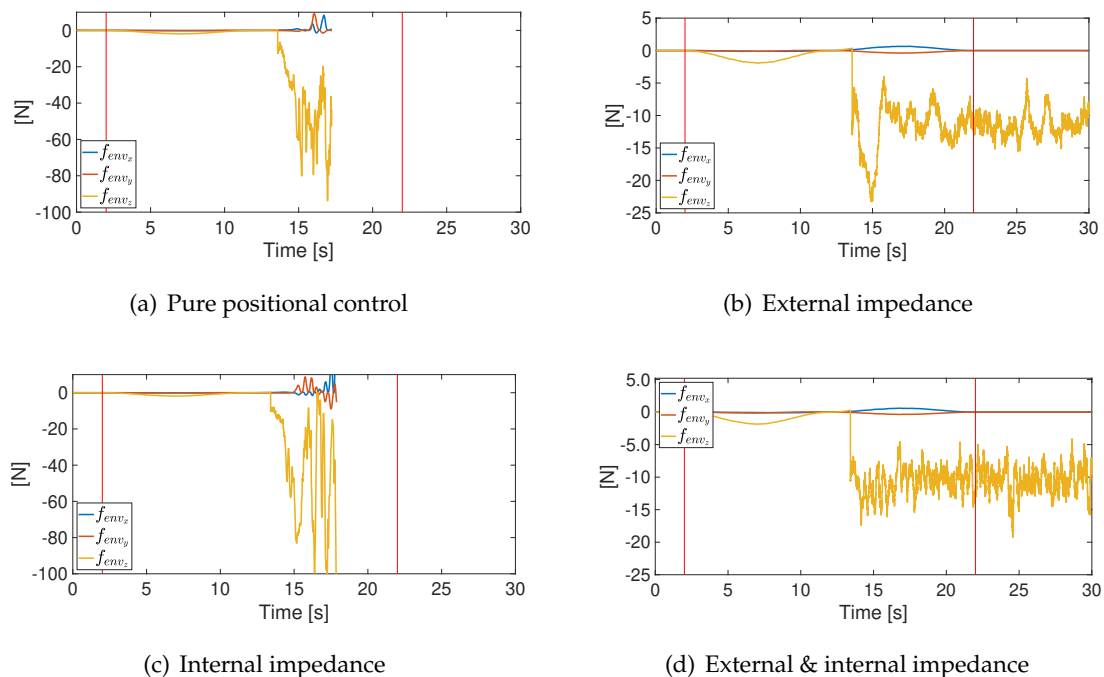 0
-20
-40
-60
-80
-100
[N]
f_{env_x}
f_{env_y}
f_{env_z}
0 5 10 15 20 25 30
Time [s]
(a) Pure positional control
5
0
-5
-10
-15
-20
-25
[N]
f_{env_x}
f_{env_y}
f_{env_z}
0 5 10 15 20 25 30
Time [s]
(b) External impedance
0
-20
-40
-60
-80
-100
[N]
f_{env_x}
f_{env_y}
f_{env_z}
0 5 10 15 20 25 30
Time [s]
(c) Internal impedance
5.0
0
-5
-10
-15
-20
-25
[N]
f_{env_x}
f_{env_y}
f_{env_z}
0 5 10 15 20 25 30
Time [s]
(d) External & internal impedance